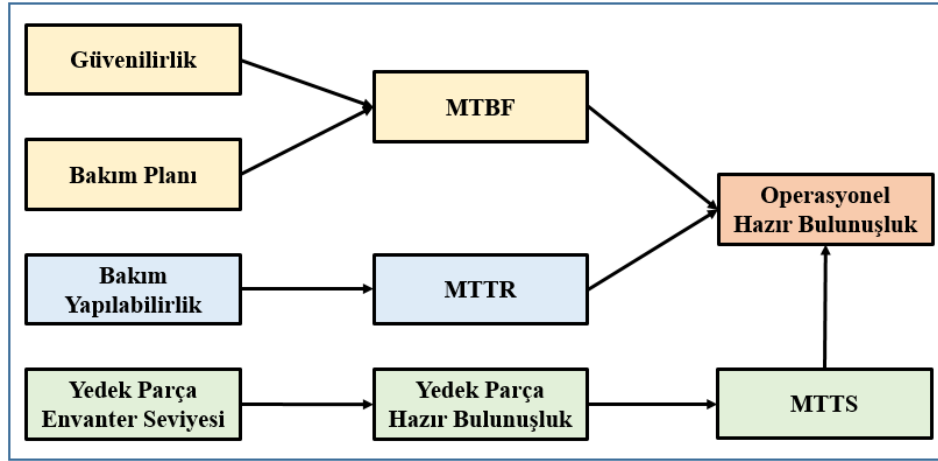 Güvenilirlik
MTBF
Bakım Planı
Operasyonel
Hazır Bulunuşluk
Bakım
Yapılabilirlik
MTTR
Yedek Parça
Envanter Seviyesi
Yedek Parça
Hazır Bulunuşluk
MTTS